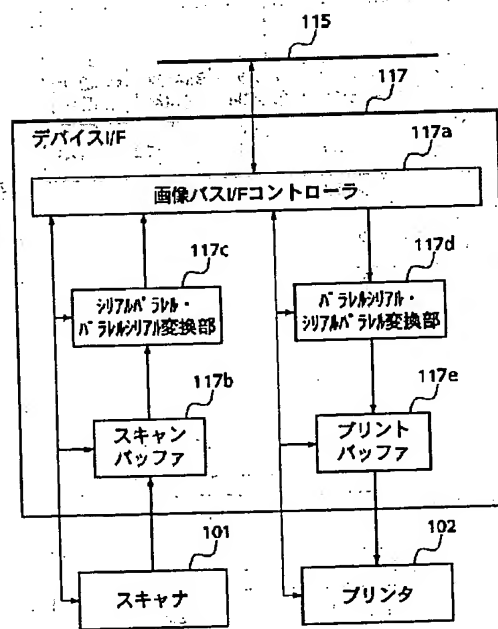 115
117
デバイスI/F
117a
画像バスI/Fコントローラ
117c
シリアルパラレル・
パラレルシリアル変換部
117d
パラレルシリアル・
シリアルパラレル変換部
117b
スキャン
バッファ
117e
プリント
バッファ
101
スキャナ
102
プリンタ